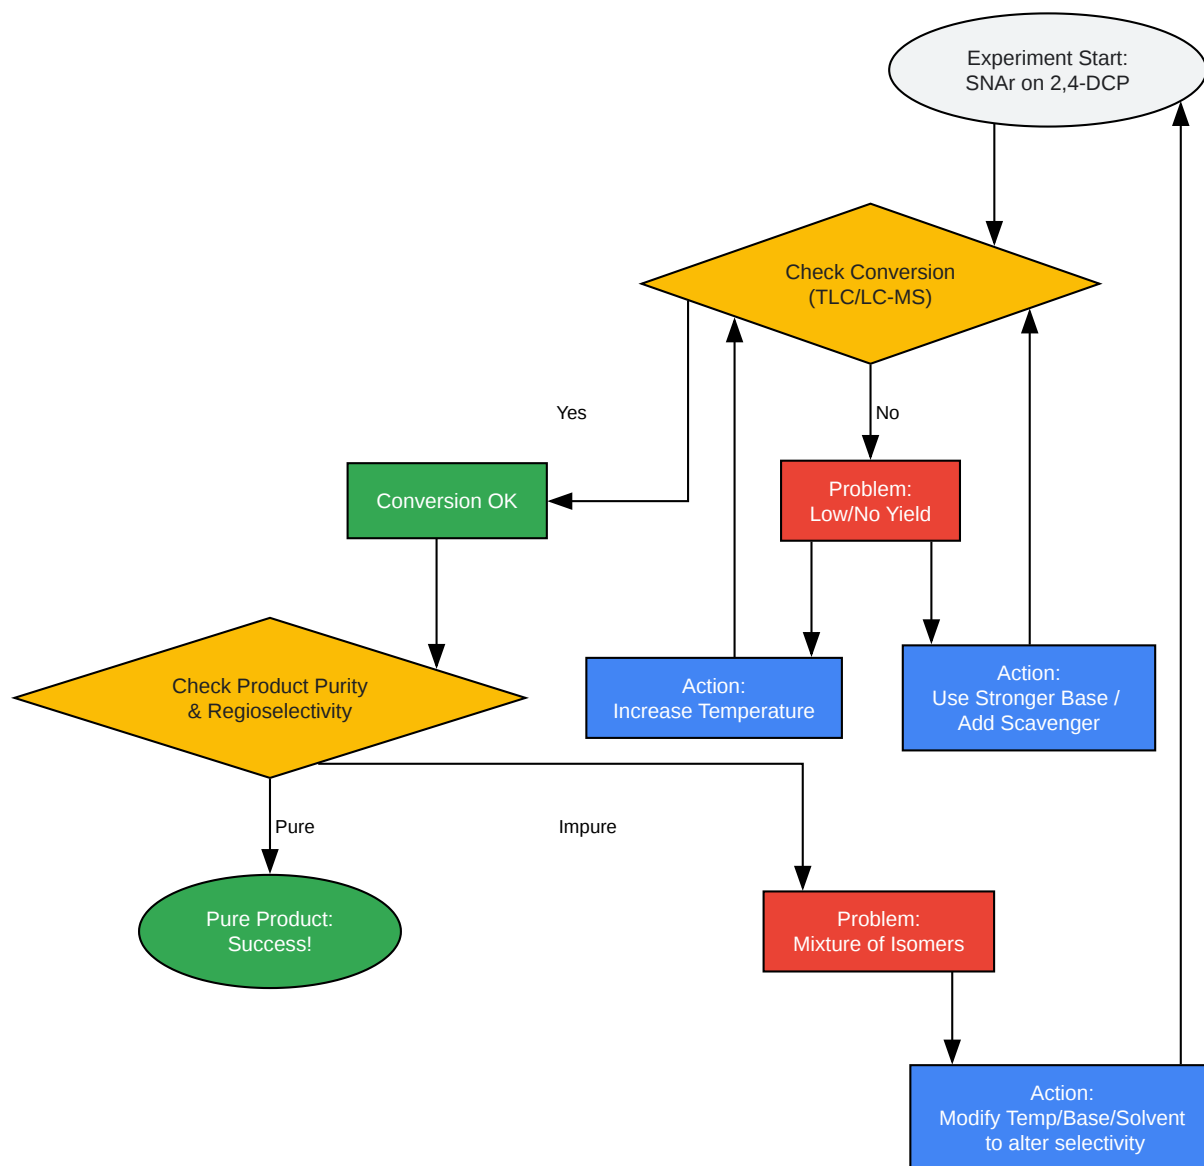 Experiment Start:
SNAr on 2,4-DCP
Check Conversion
(TLC/LC-MS)
Yes
No
Conversion OK
Problem:
Low/No Yield
Check Product Purity
& Regioselectivity
Action:
Increase Temperature
Action:
Use Stronger Base /
Add Scavenger
Pure
Impure
Pure Product:
Success!
Problem:
Mixture of Isomers
Action:
Modify Temp/Base/Solvent
to alter selectivity